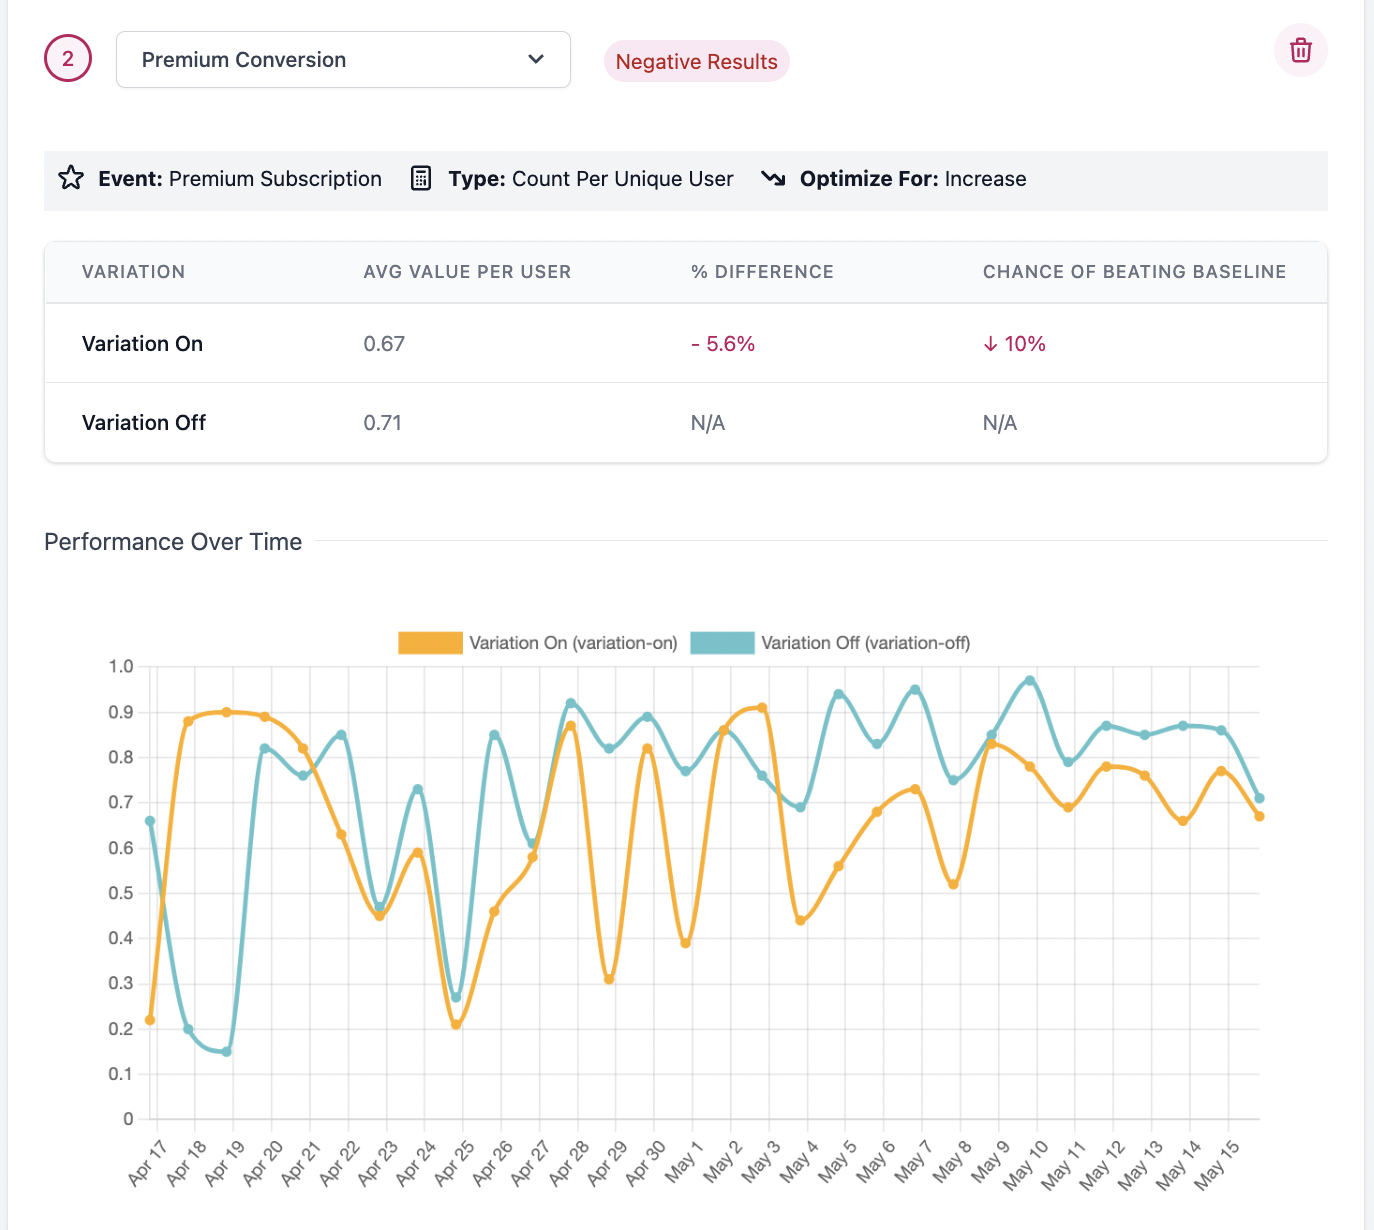 2 Premium Conversion Negative Results
Event: Premium Subscription Type: Count Per Unique User Optimize For: Increase
VARIATION AVG VALUE PER USER % DIFFERENCE CHANCE OF BEATING BASELINE
Variation On 0.67 - 5.6% ↓ 10%
Variation Off 0.71 N/A N/A
Performance Over Time
Variation On (variation-on) Variation Off (variation-off)
1.0
0.9
0.8
0.7
0.6
0.5
0.4
0.3
0.2
0.1
0
Apr 17 Apr 18 Apr 19 Apr 20 Apr 21 Apr 22 Apr 23 Apr 24 Apr 25 Apr 26 Apr 27 Apr 28 Apr 29 Apr 30 May 1 May 2 May 3 May 4 May 5 May 6 May 7 May 8 May 9 May 10 May 11 May 12 May 13 May 14 May 15